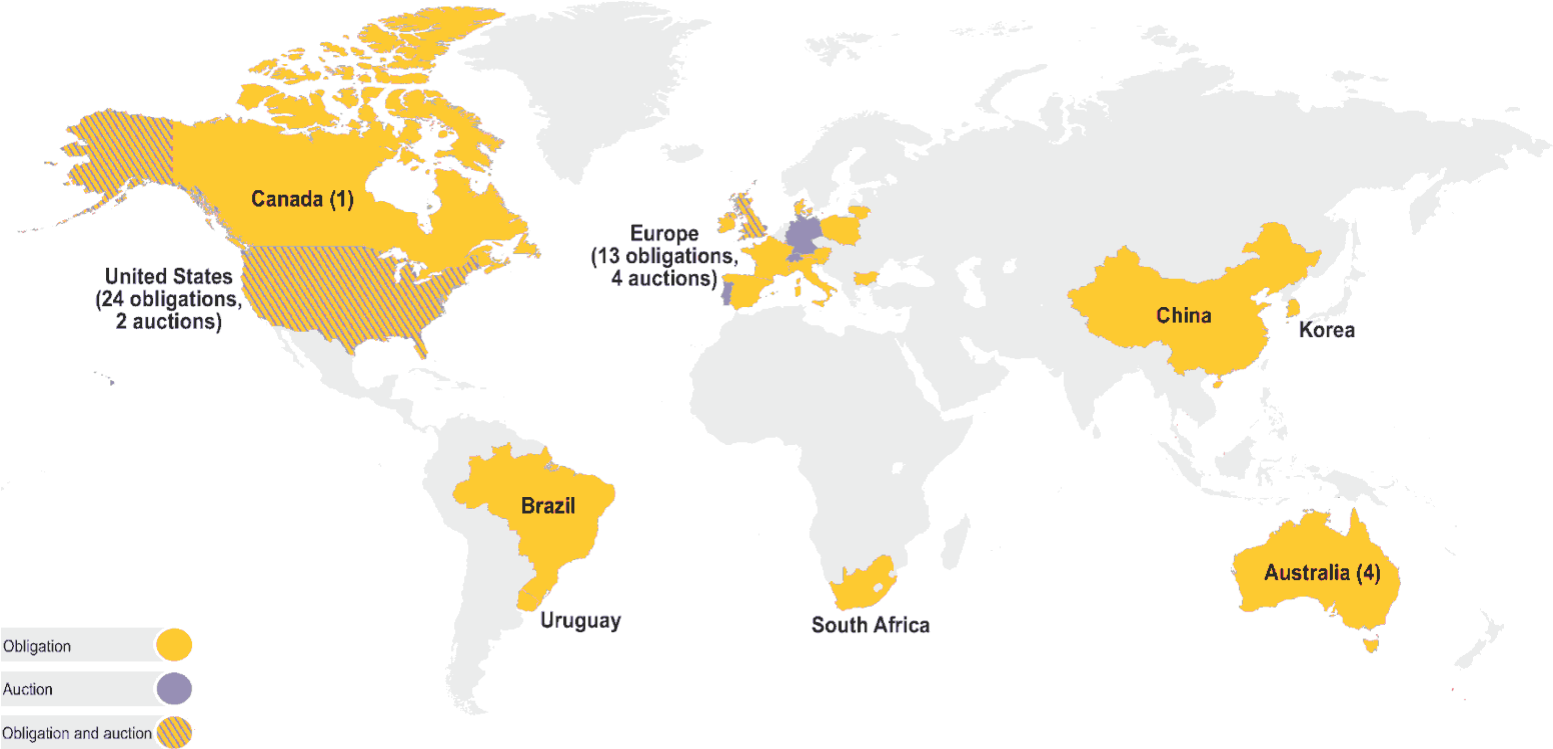 Canada (1)
United States
(24 obligations,
2 auctions)
Europe
(13 obligations,
4 auctions)
China
Korea
Brazil
Uruguay
South Africa
Australia (4)
Obligation
Auction
Obligation and auction